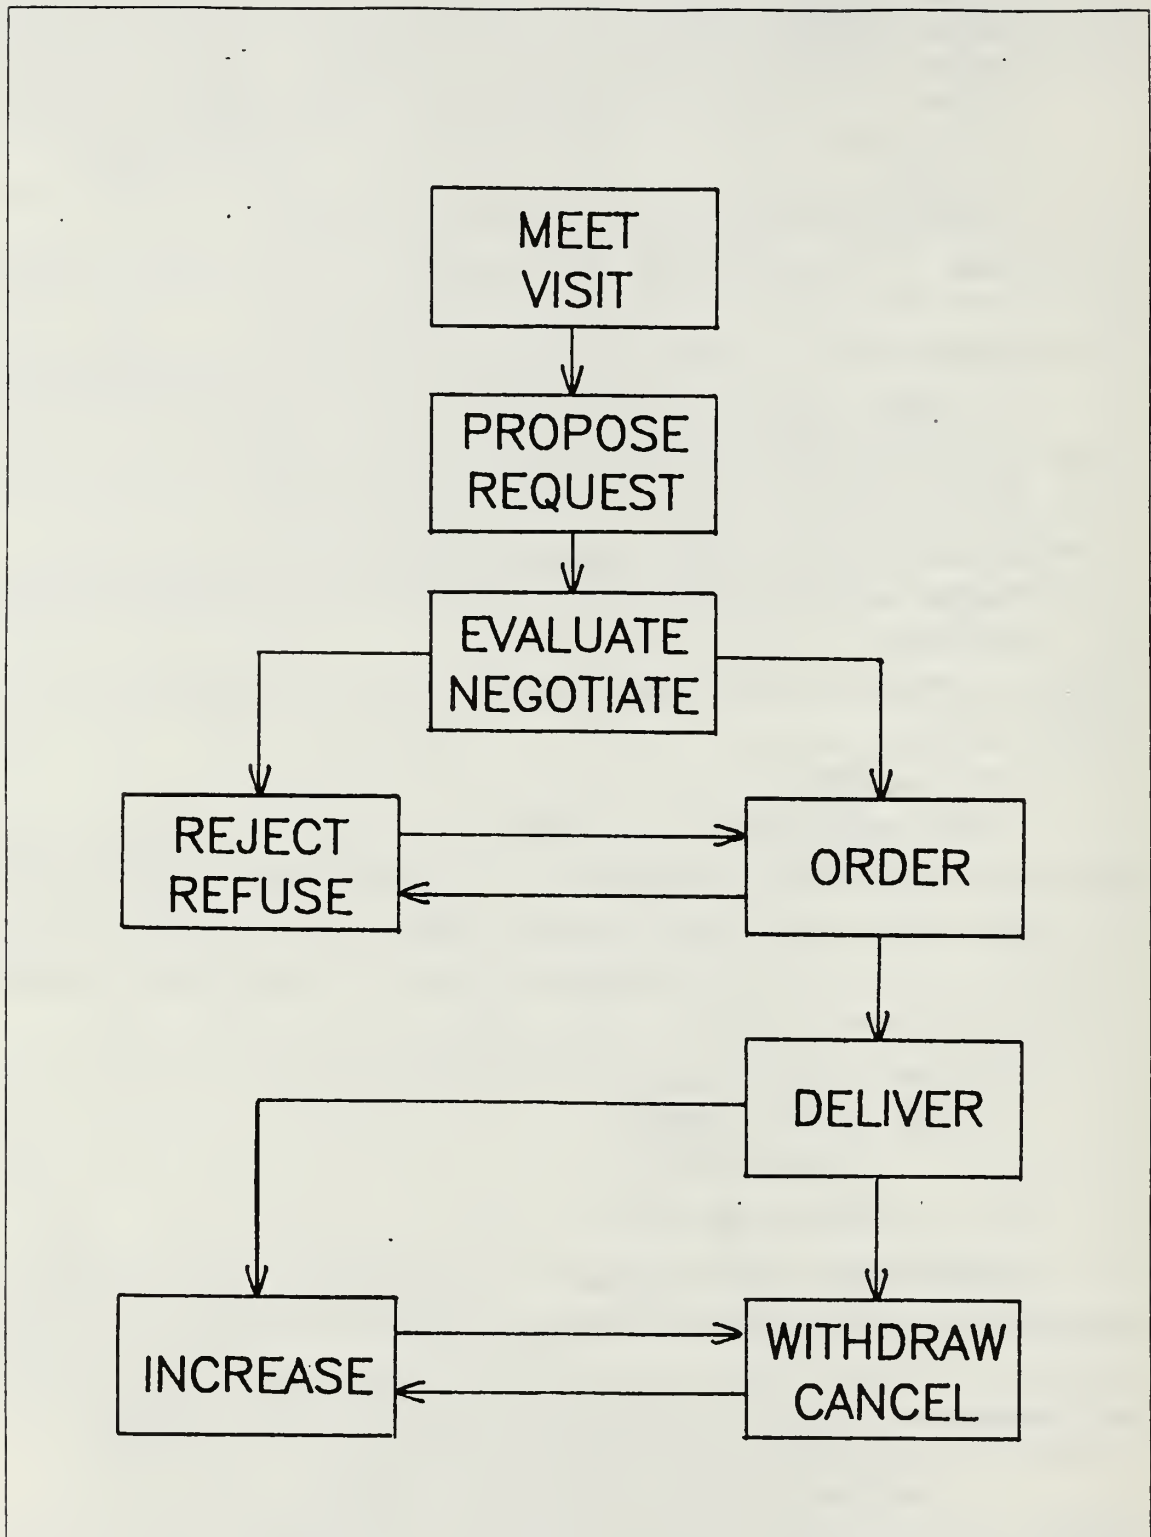 MEET
VISIT
PROPOSE
REQUEST
EVALUATE
NEGOTIATE
REJECT
REFUSE
ORDER
DELIVER
INCREASE
WITHDRAW
CANCEL